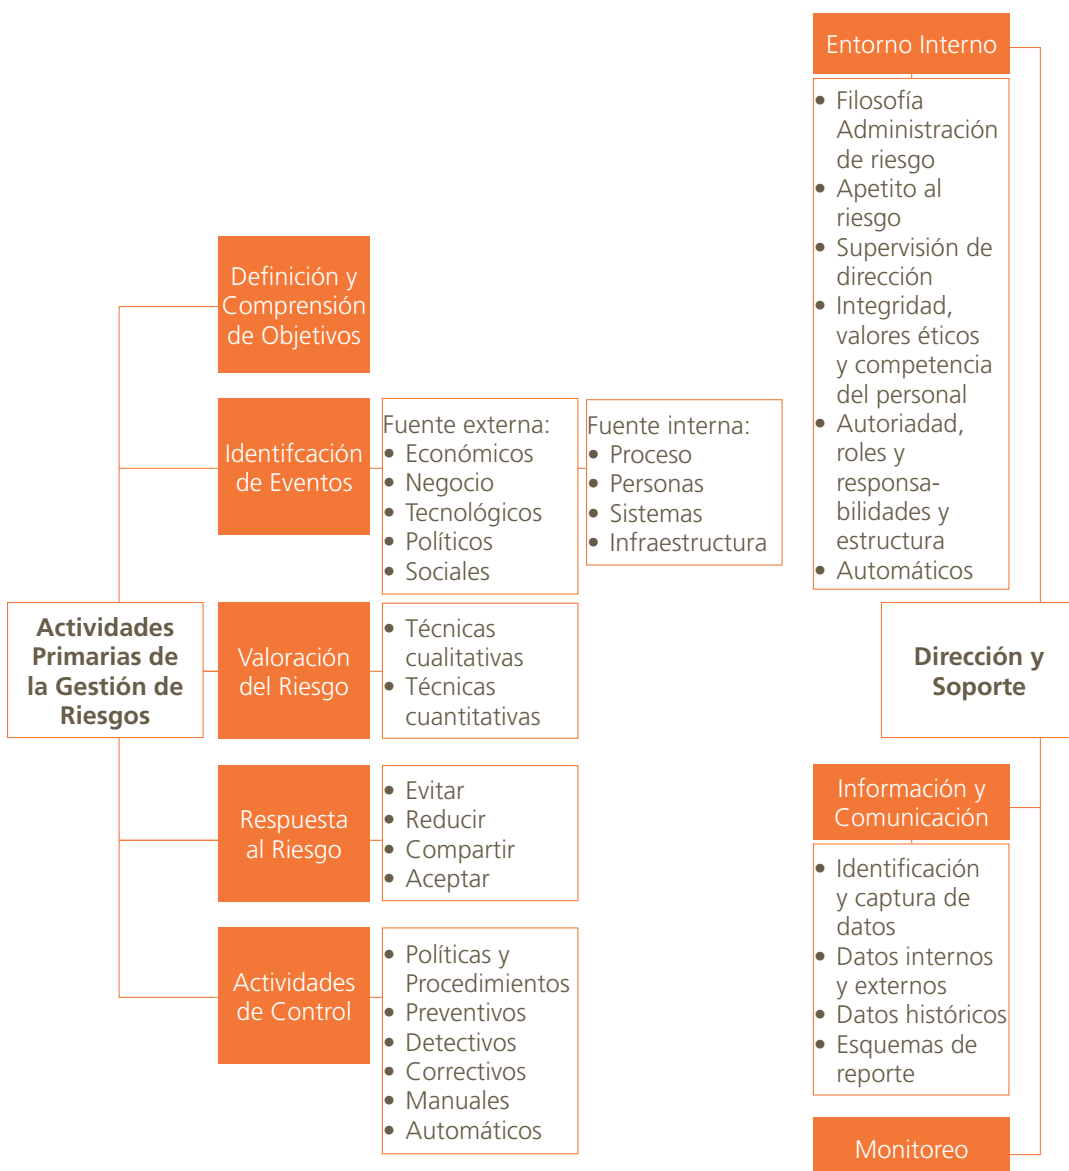 Actividades
Primarias de
la Gestión de
Riesgos
Definición y
Comprensión
de Objetivos
Identifcación
de Eventos
Fuente externa:
• Económicos
• Negocio
• Tecnológicos
• Políticos
• Sociales
Fuente interna:
• Proceso
• Personas
• Sistemas
• Infraestructura
Valoración
del Riesgo
• Técnicas
cualitativas
• Técnicas
cuantitativas
Respuesta
al Riesgo
• Evitar
• Reducir
• Compartir
• Aceptar
Actividades
de Control
• Políticas y
Procedimientos
• Preventivos
• Detectivos
• Correctivos
• Manuales
• Automáticos
Entorno Interno
• Filosofía
Administración
de riesgo
• Apetito al
riesgo
• Supervisión de
dirección
• Integridad,
valores éticos
y competencia
del personal
• Autoriadad,
roles y
responsa-
bilidades y
estructura
• Automáticos
Dirección y
Soporte
Información y
Comunicación
• Identificación
y captura de
datos
• Datos internos
y externos
• Datos históricos
• Esquemas de
reporte
Monitoreo